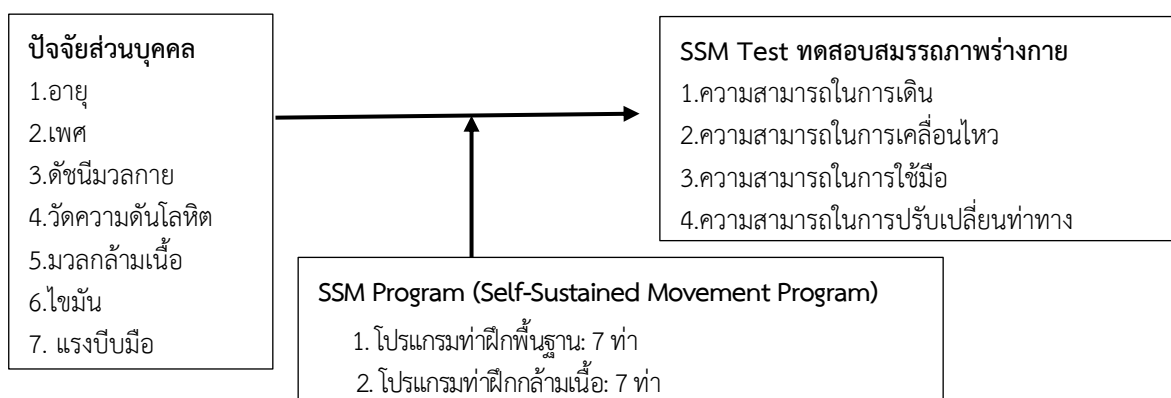 ปัจจัยส่วนบุคคล
1.อายุ
2.เพศ
3.ดัชนีมวลกาย
4.วัดความดันโลหิต
5.มวลกล้ามเนื้อ
6.ไขมัน
7. แรงบีบมือ
SSM Test ทดสอบสมรรถภาพร่างกาย
1.ความสามารถในการเดิน
2.ความสามารถในการเคลื่อนไหว
3.ความสามารถในการใช้มือ
4.ความสามารถในการปรับเปลี่ยนท่าทาง
SSM Program (Self-Sustained Movement Program)
1. โปรแกรมท่าฝึกพื้นฐาน: 7 ท่า
2. โปรแกรมท่าฝึกกล้ามเนื้อ: 7 ท่า